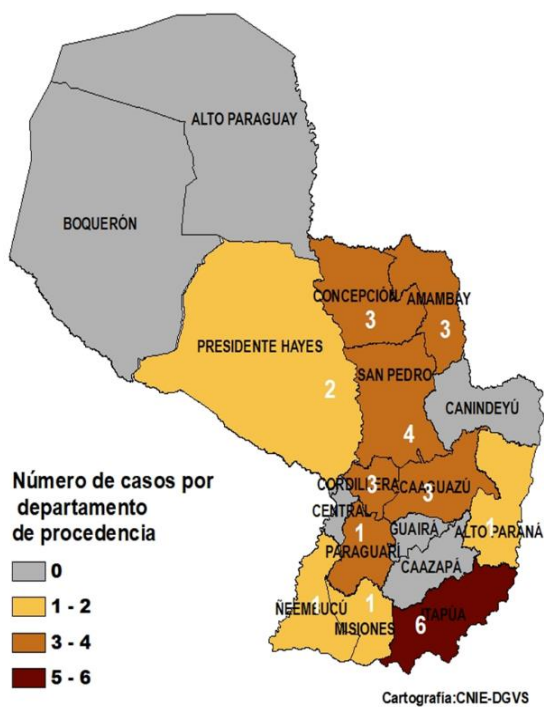 ALTO PARAGUAY
BOQUERÓN
CONCEPCIÓN
3
AMAMBAY
3
PRESIDENTE HAYES
2
SAN PEDRO
4
CANINDEYÚ
CORDILLERA
3
CAAGUAZÚ
3
CENTRAL
1
GUAIRÁ
ALTO PARANÁ
1
PARAGUARÍ
CAAZAPÁ
ÑEEMBUCÚ
1
1
MISIONES
ITAPÚA
6
Número de casos por
departamento
de procedencia
0
1 - 2
3 - 4
5 - 6
Cartografía:CNIE-DGVS